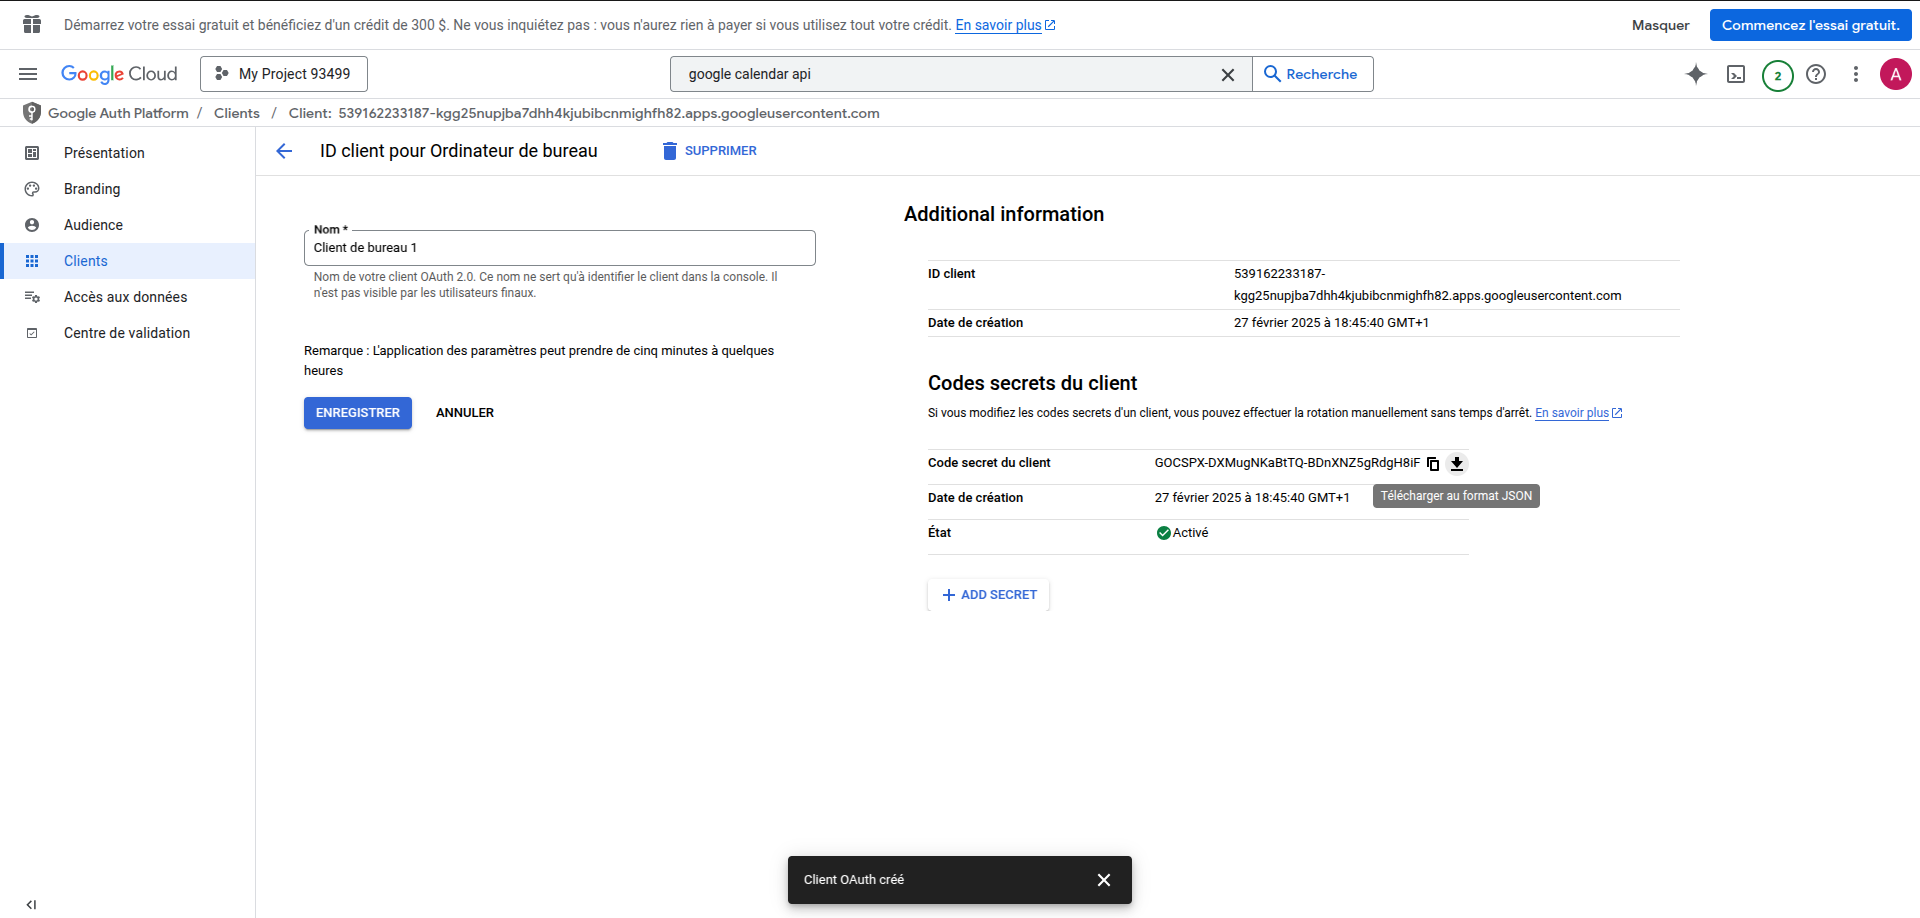 Démarrez votre essai gratuit et bénéficiez d'un crédit de 300 $. Ne vous inquiétez pas : vous n'aurez rien à payer si vous utilisez tout votre crédit. En savoir plus
Masquer
Commencez l'essai gratuit.
Google Cloud
My Project 93499
google calendar api
Recherche
2
A
Google Auth Platform / Clients / Client: 539162233187-kgg25nupjba7dhh4kjubibcnmighfh82.apps.googleusercontent.com
Présentation
Branding
Audience
Clients
Accès aux données
Centre de validation
ID client pour Ordinateur de bureau
SUPPRIMER
Nom *
Client de bureau 1
Nom de votre client OAuth 2.0. Ce nom ne sert qu'à identifier le client dans la console. Il
n'est pas visible par les utilisateurs finaux.
Remarque : L'application des paramètres peut prendre de cinq minutes à quelques
heures
ENREGISTRER
ANNULER
Additional information
ID client
539162233187-
kgg25nupjba7dhh4kjubibcnmighfh82.apps.googleusercontent.com
Date de création
27 février 2025 à 18:45:40 GMT+1
Codes secrets du client
Si vous modifiez les codes secrets d'un client, vous pouvez effectuer la rotation manuellement sans temps d'arrêt. En savoir plus
Code secret du client
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
Date de création
27 février 2025 à 18:45:40 GMT+1
Télécharger au format JSON
État
Activé
ADD SECRET
Client OAuth créé